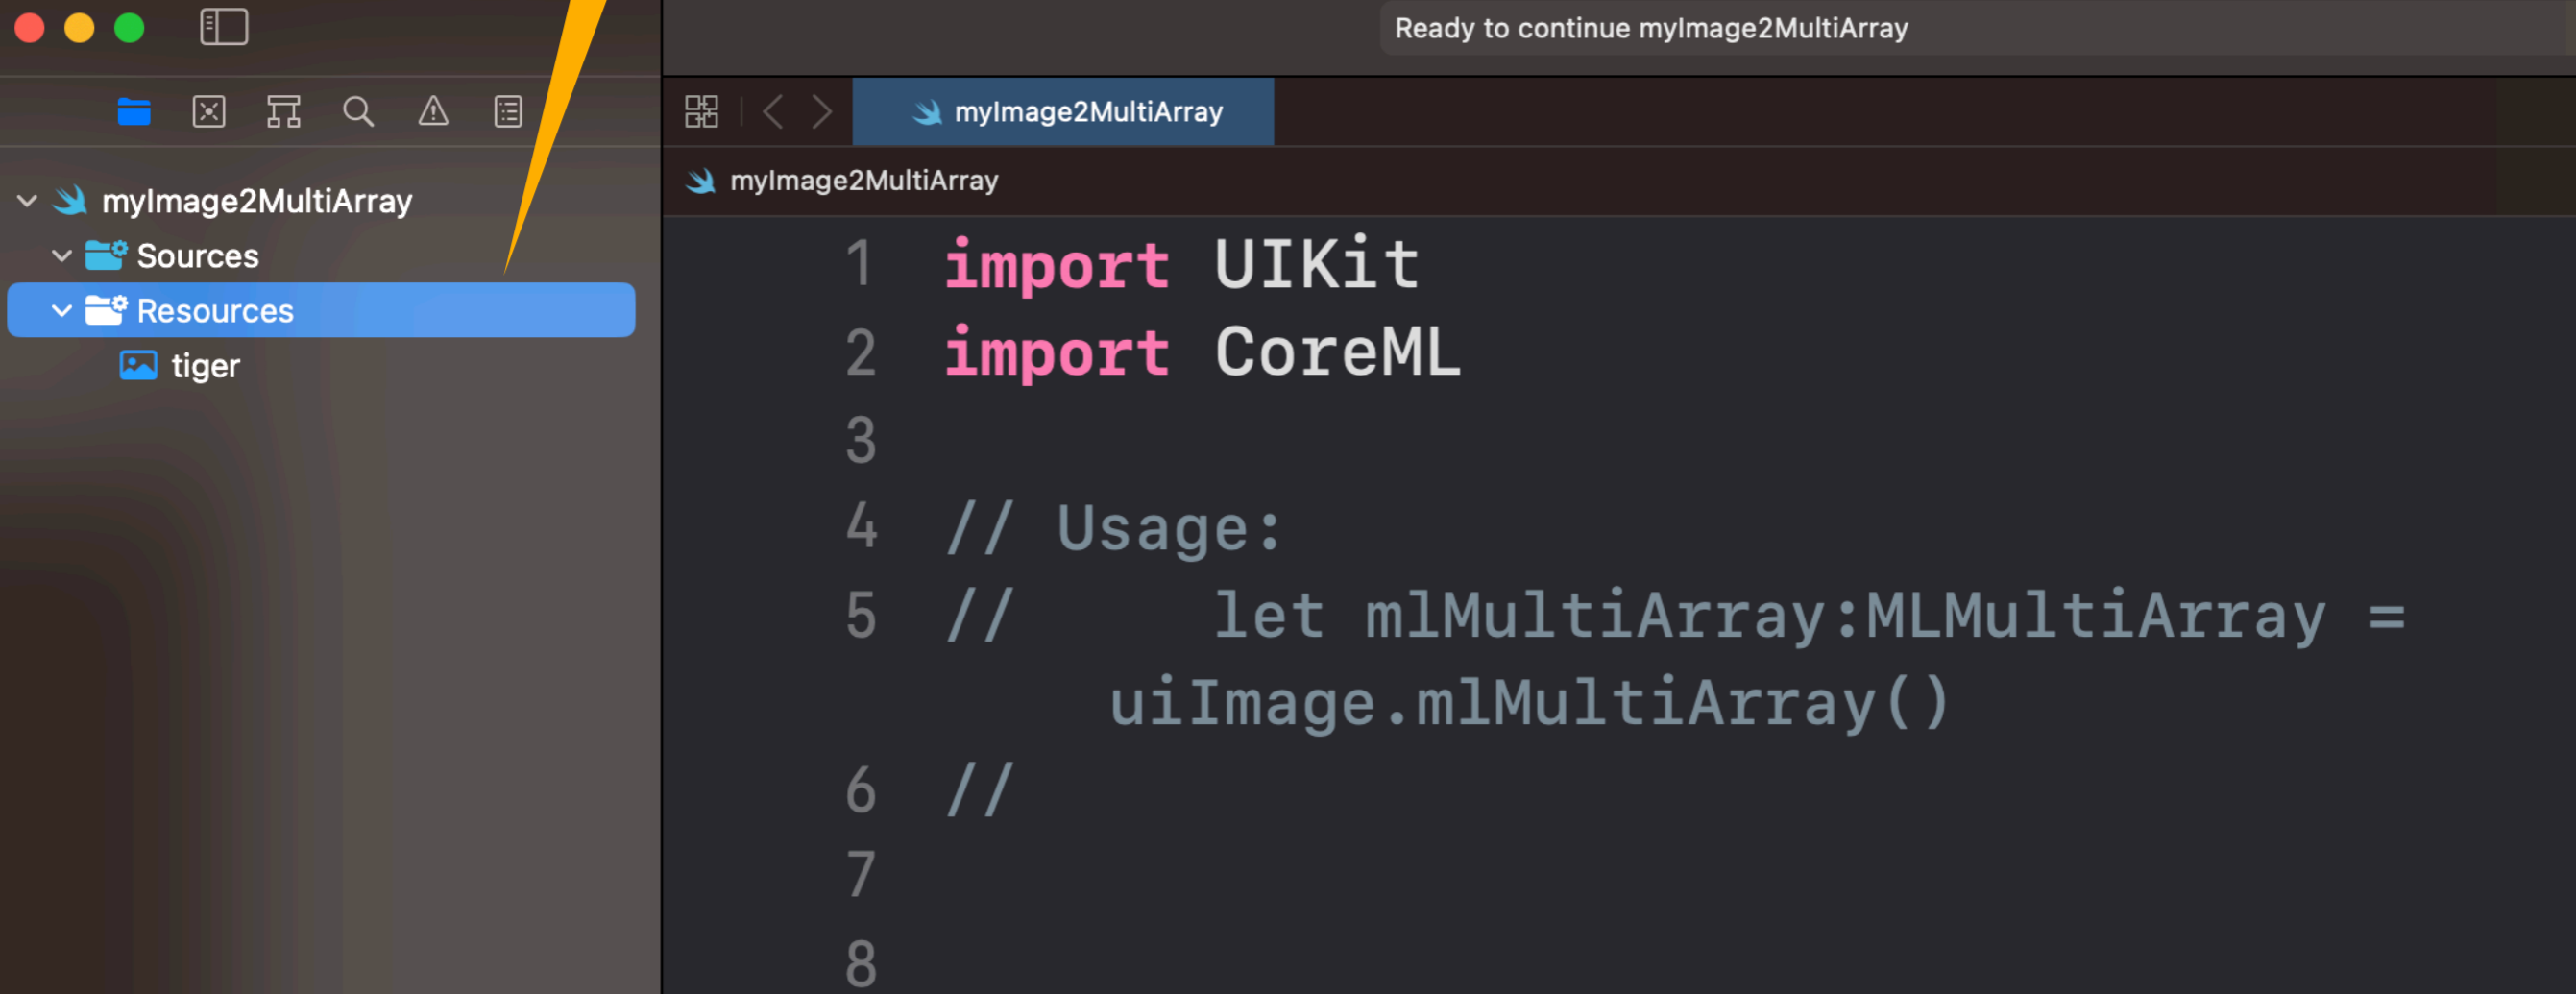 Ready to continue myImage2MultiArray
myImage2MultiArray
myImage2MultiArray
myImage2MultiArray
Sources
Resources
tiger
1 import UIKit
2 import CoreML
3
4 // Usage:
5 //     let mlMultiArray:MLMultiArray =
uiImage.mlMultiArray()
6 //
7
8